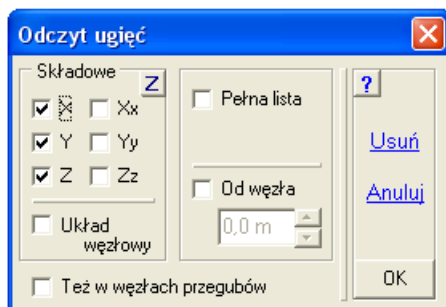 Odczyt ugięć
Składowe
Z
X Xx
Y Yy
Z Zz
Układ
węzłowy
Pełna lista
Od węzła
0,0 m
?
Usuń
Anuluj
OK
Też w węzłach przegubów